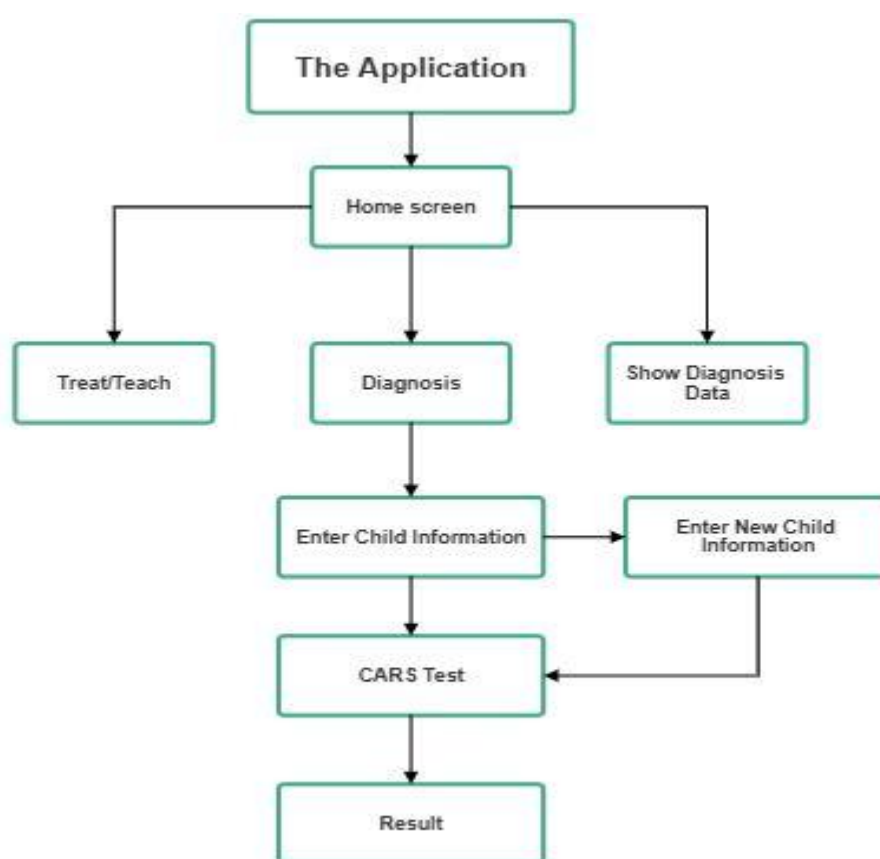 The Application
Home screen
Treat/Teach
Diagnosis
Show Diagnosis
Data
Enter Child Information
Enter New Child
Information
CARS Test
Result